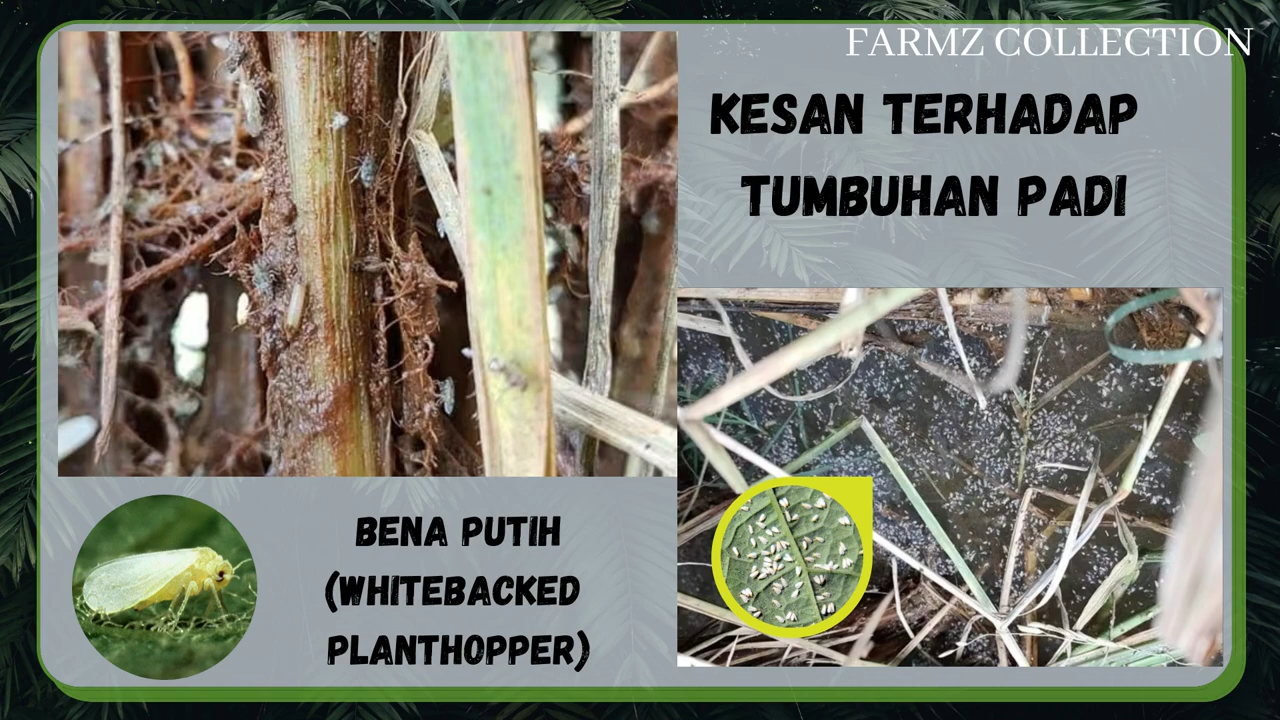 FARMZ COLLECTION
KESAN TERHADAP
TUMBUHAN PADI
BENA PUTIH
(WHITEBACKED
PLANTHOPPER)